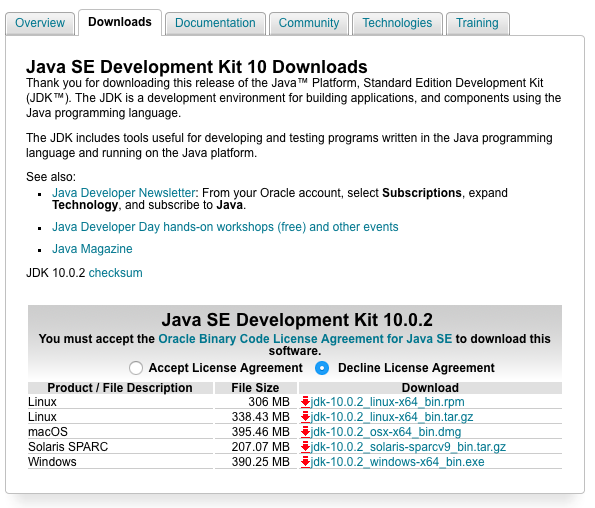 Overview Downloads Documentation Community Technologies Training
Java SE Development Kit 10 Downloads
Thank you for downloading this release of the Java™ Platform, Standard Edition Development Kit
(JDK™). The JDK is a development environment for building applications, and components using the
Java programming language.
The JDK includes tools useful for developing and testing programs written in the Java programming
language and running on the Java platform.
See also:
Java Developer Newsletter: From your Oracle account, select Subscriptions, expand
Technology, and subscribe to Java.
Java Developer Day hands-on workshops (free) and other events
Java Magazine
JDK 10.0.2 checksum
Java SE Development Kit 10.0.2
You must accept the Oracle Binary Code License Agreement for Java SE to download this
software.
Accept License Agreement Decline License Agreement
Product / File Description File Size Download
Linux 306 MB jdk-10.0.2_linux-x64_bin.rpm
Linux 338.43 MB jdk-10.0.2_linux-x64_bin.tar.gz
macOS 395.46 MB jdk-10.0.2_osx-x64_bin.dmg
Solaris SPARC 207.07 MB jdk-10.0.2_solaris-sparcv9_bin.tar.gz
Windows 390.25 MB jdk-10.0.2_windows-x64_bin.exe